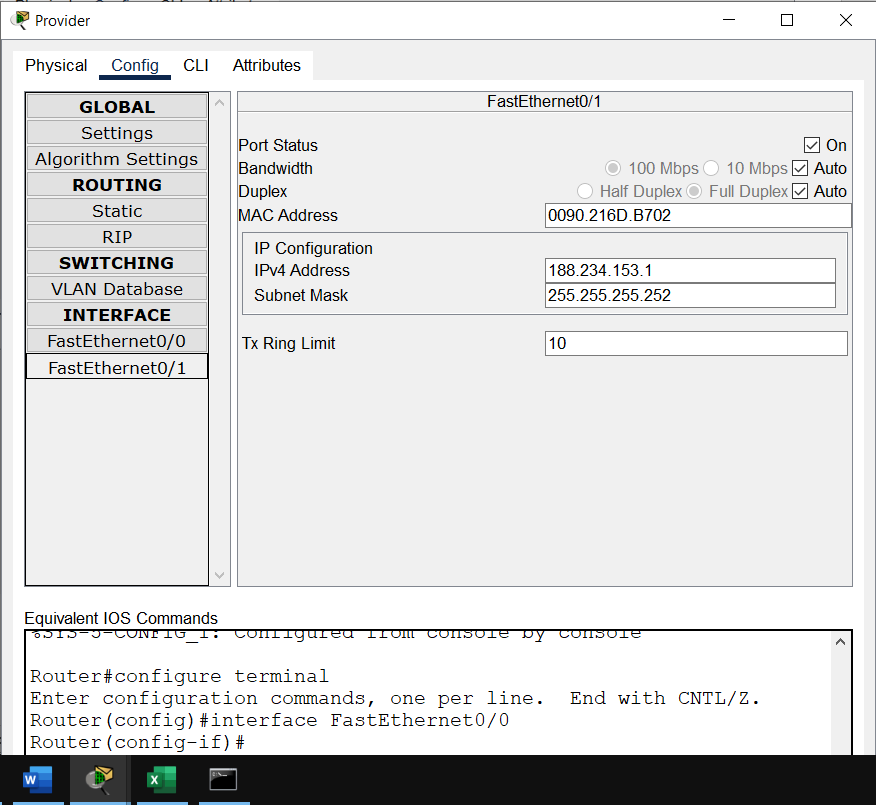 Provider
Physical Config CLI Attributes
GLOBAL
Settings
Algorithm Settings
ROUTING
Static
RIP
SWITCHING
VLAN Database
INTERFACE
FastEthernet0/0
FastEthernet0/1
FastEthernet0/1
Port Status On
Bandwidth 100 Mbps 10 Mbps Auto
Duplex Half Duplex Full Duplex Auto
MAC Address 0090.216D.B702
IP Configuration
IPv4 Address 188.234.153.1
Subnet Mask 255.255.255.252
Tx Ring Limit 10
Equivalent IOS Commands
%SYS-5-CONFIG_I: Configured from console by console
Router#configure terminal
Enter configuration commands, one per line. End with CNTL/Z.
Router(config)#interface FastEthernet0/0
Router(config-if)#